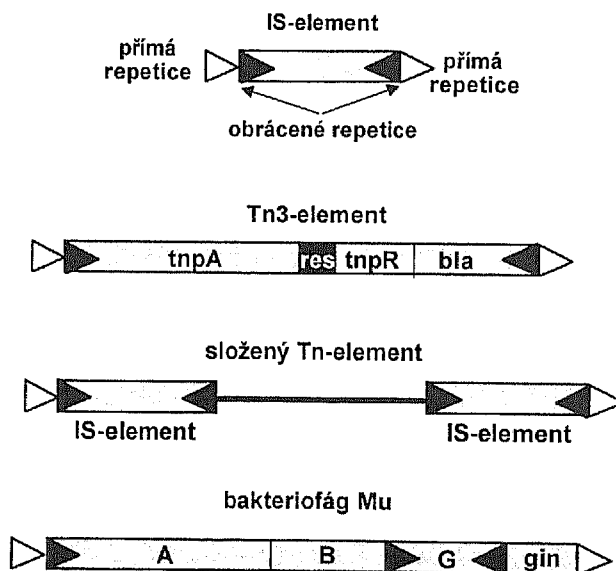 IS-element
přímá
repetice
přímá
repetice
obrácené repetice
Tn3-element
tnpA res tnpR bla
složený Tn-element
IS-element IS-element
bakteriofág Mu
A B G gin